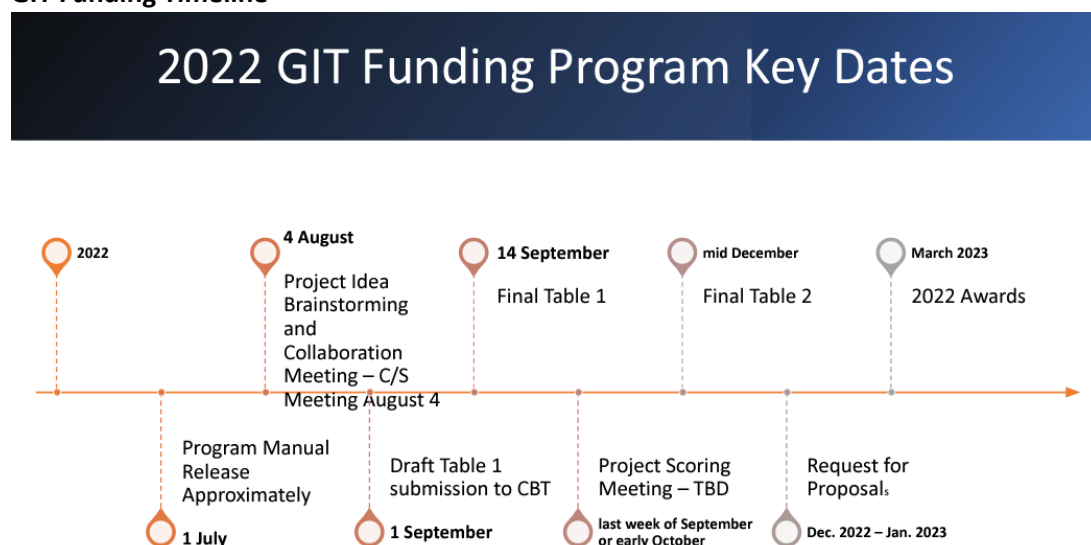 2022 GIT Funding Program Key Dates
2022
4 August
Project Idea
Brainstorming
and
Collaboration
Meeting – C/S
Meeting August 4
14 September
Final Table 1
mid December
Final Table 2
March 2023
2022 Awards
Program Manual
Release
Approximately
1 July
Draft Table 1
submission to CBT
1 September
Project Scoring
Meeting – TBD
last week of September
or early October
Request for
Proposals
Dec. 2022 – Jan. 2023